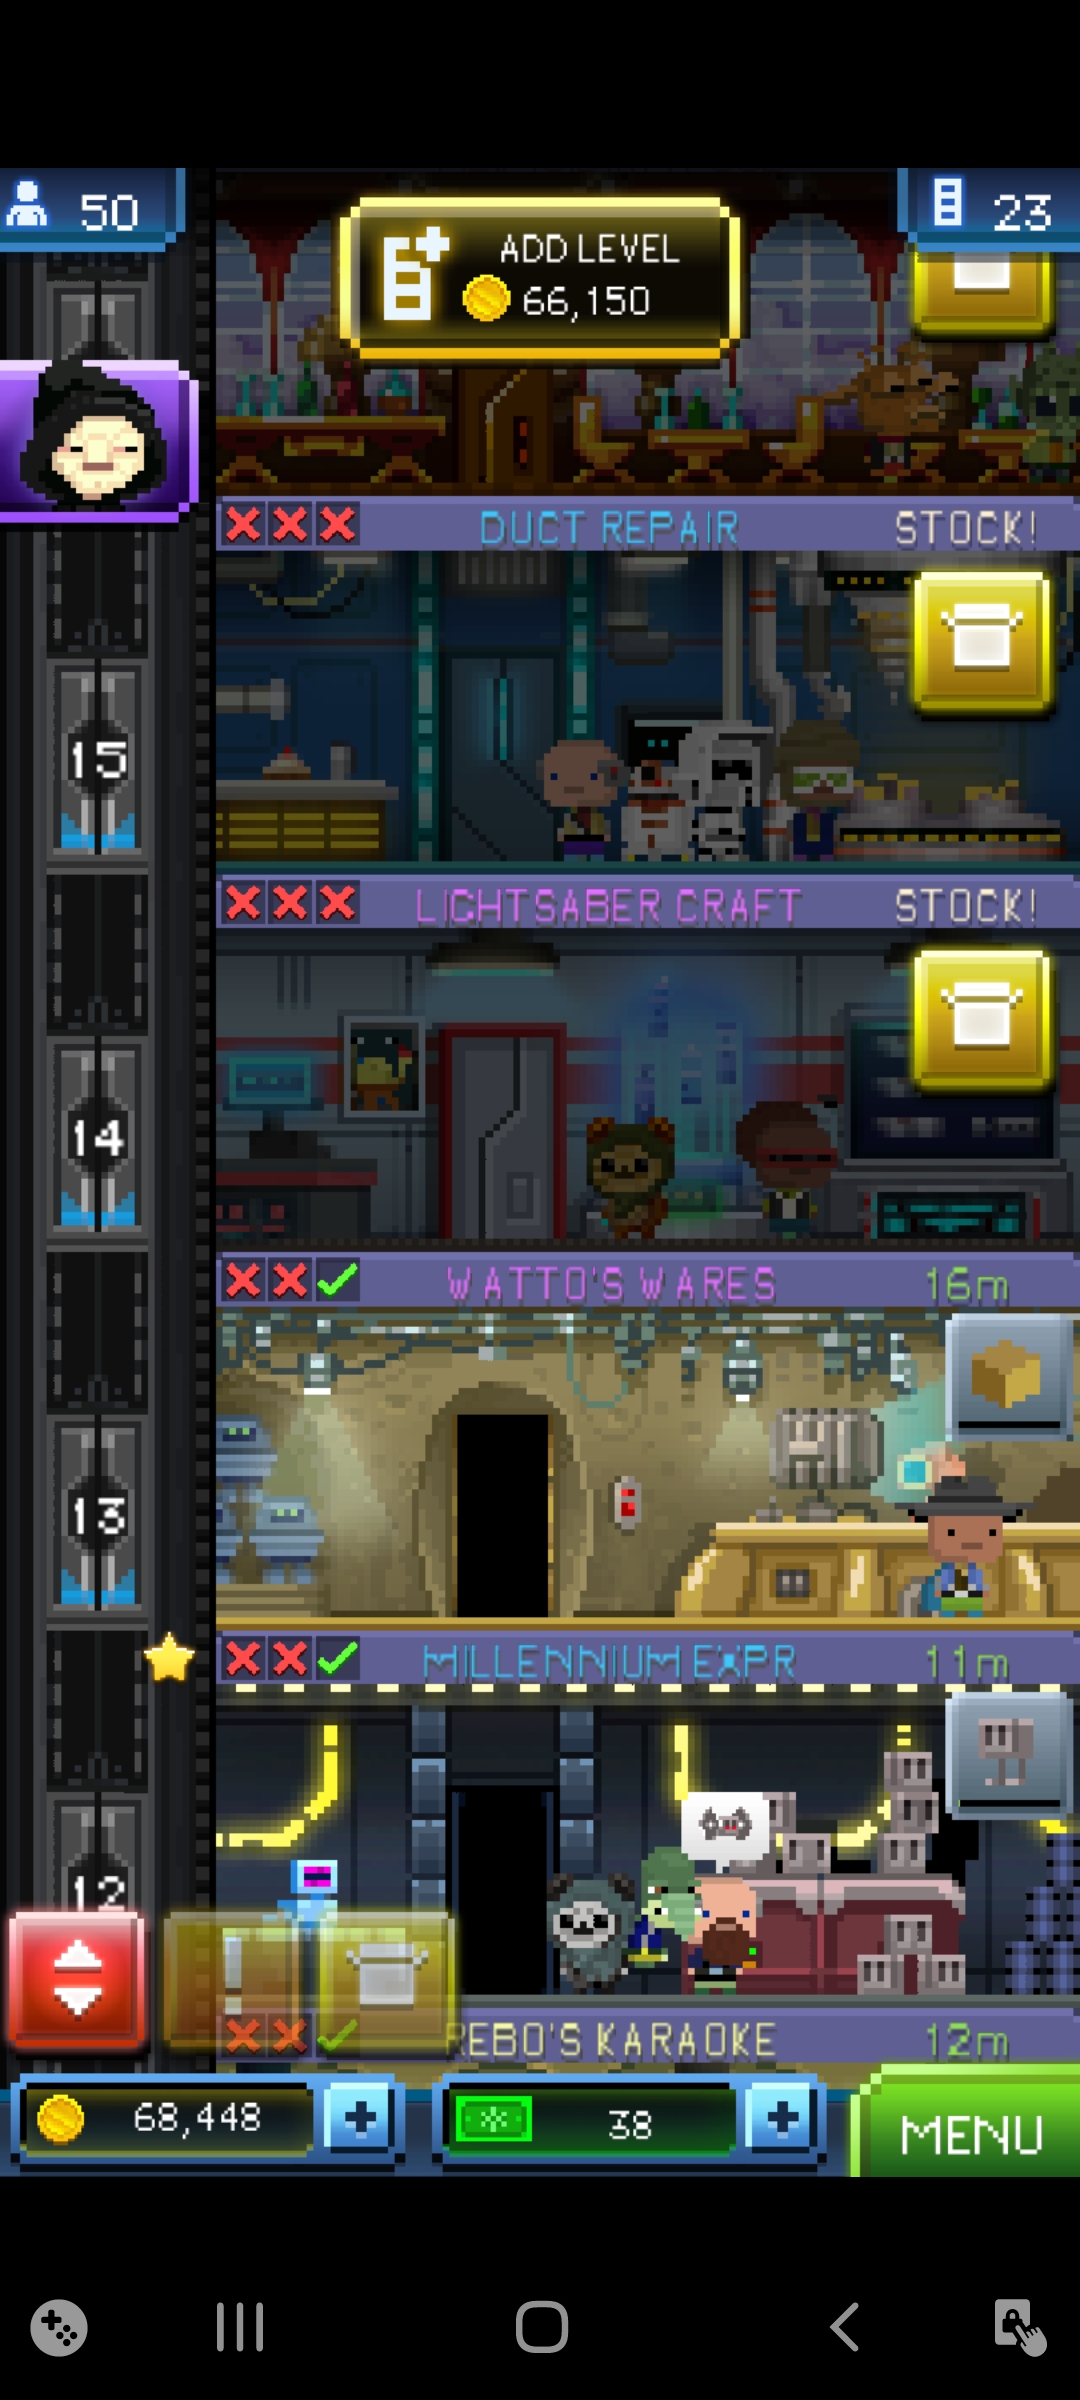 50
ADD LEVEL
66,150
23
DUCT REPAIR STOCK!
15
LIGHTSABER CRAFT STOCK!
14
WATTO'S WARES 16m
13
MILLENNIUM EXPR 11m
12
REBO'S KARAOKE 12m
68,448
38
MENU